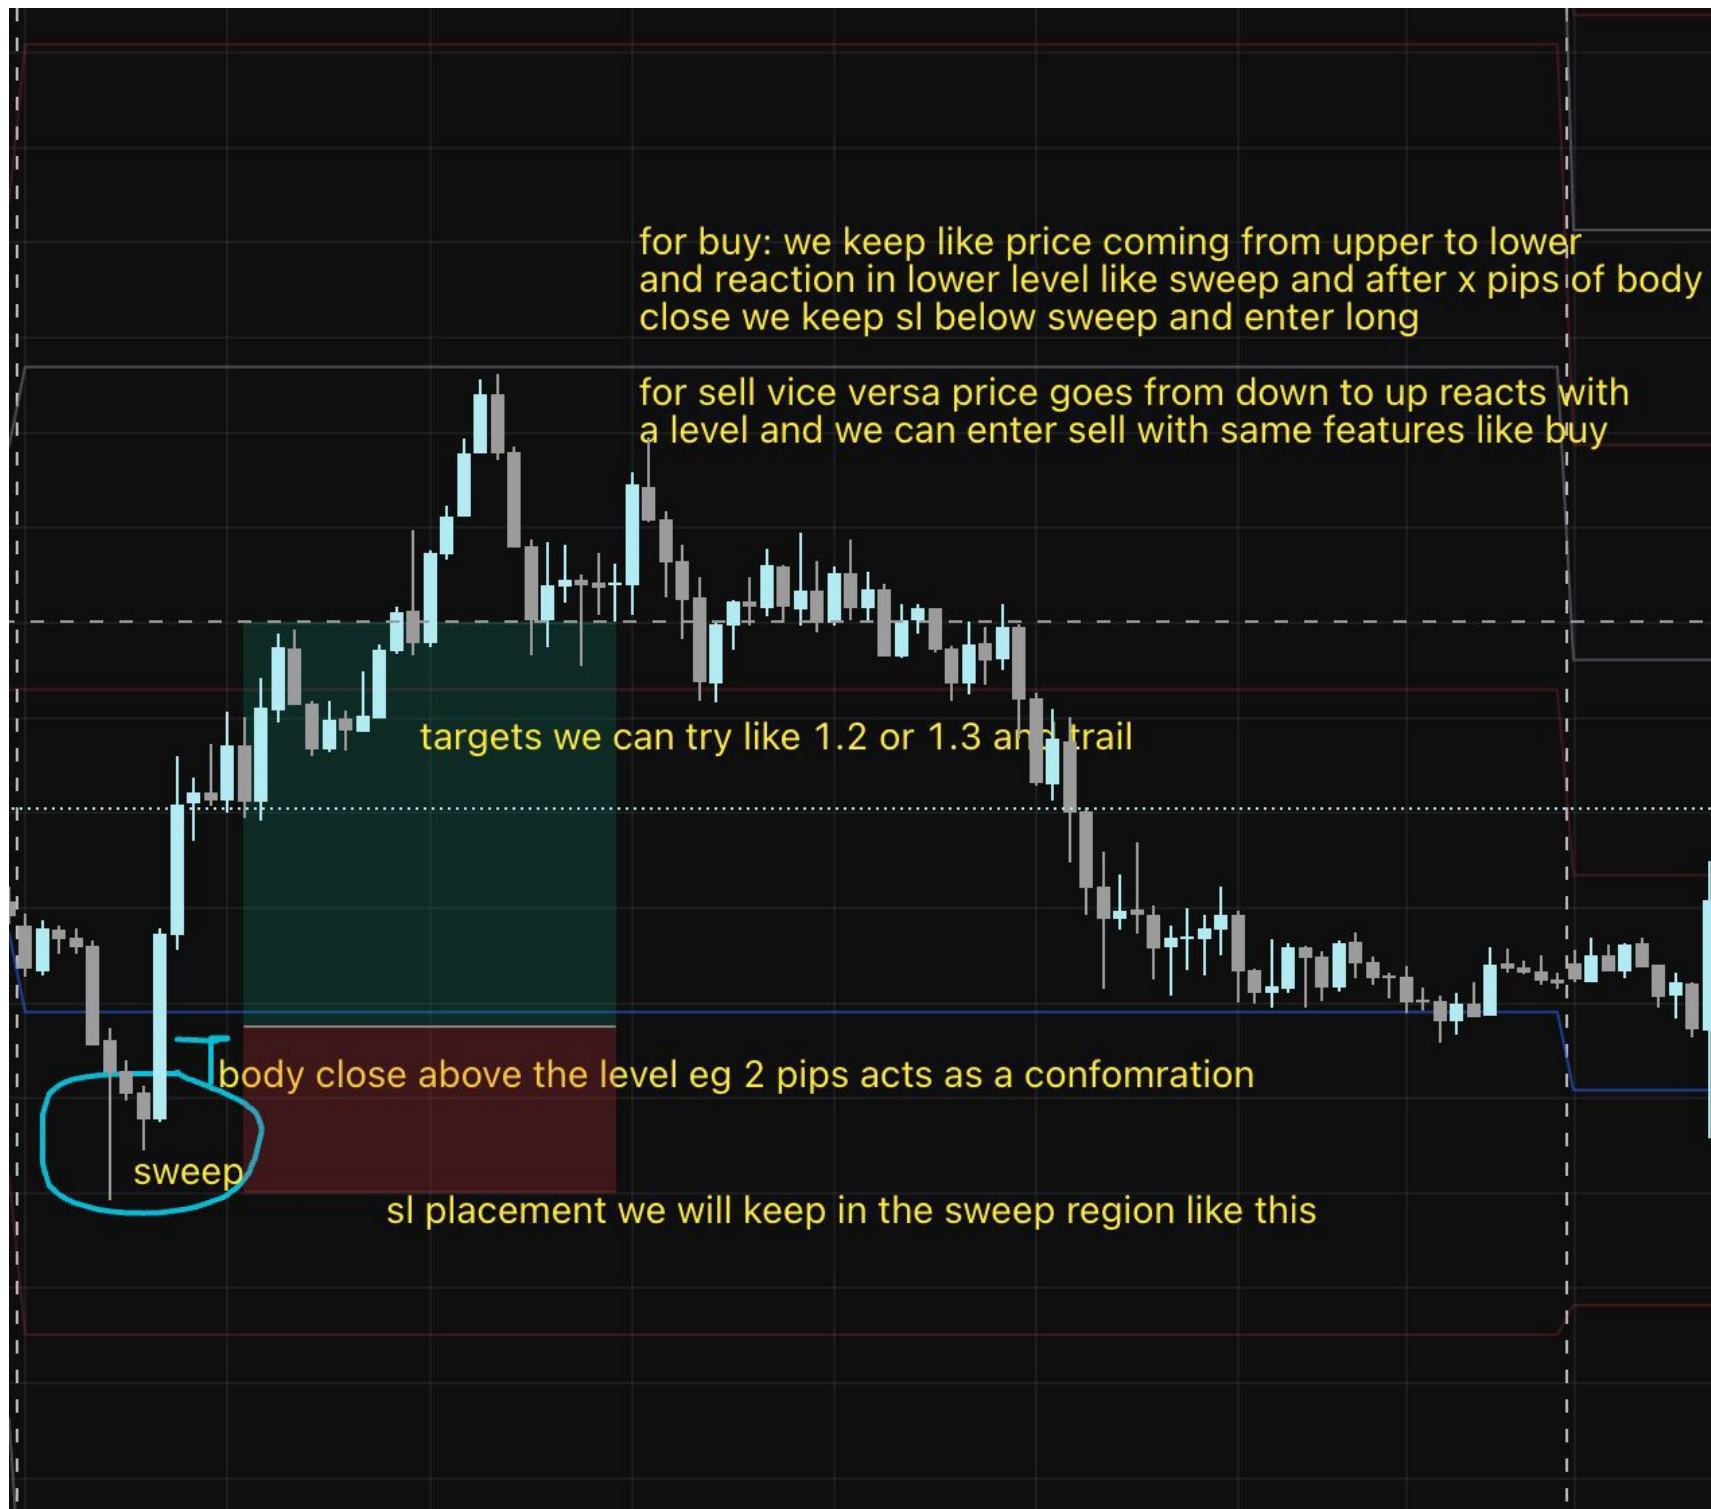 for buy: we keep like price coming from upper to lower
and reaction in lower level like sweep and after x pips of body
close we keep sl below sweep and enter long
for sell vice versa price goes from down to up reacts with
a level and we can enter sell with same features like buy
targets we can try like 1.2 or 1.3 and trail
body close above the level eg 2 pips acts as a confomration
sweep
sl placement we will keep in the sweep region like this